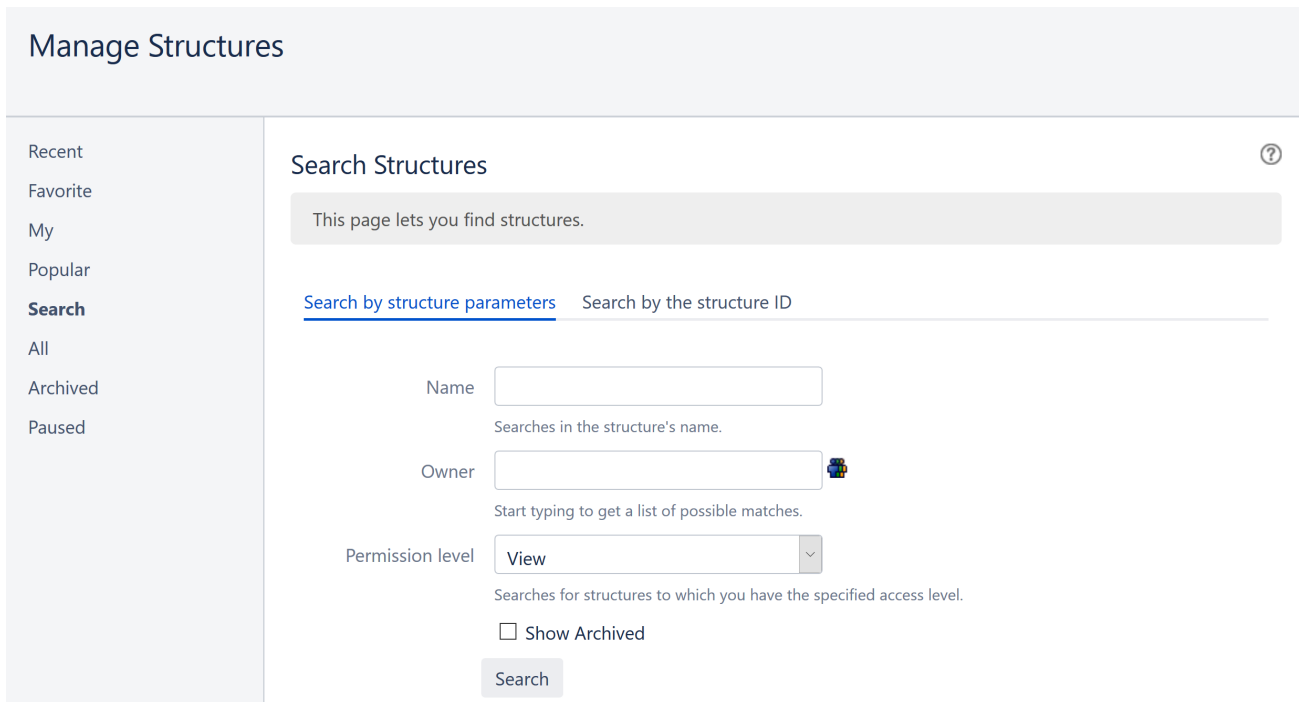 Manage Structures
Recent
Favorite
My
Popular
Search
All
Archived
Paused
Search Structures
This page lets you find structures.
Search by structure parameters Search by the structure ID
Name
Searches in the structure's name.
Owner
Start typing to get a list of possible matches.
Permission level View
Searches for structures to which you have the specified access level.
Show Archived
Search